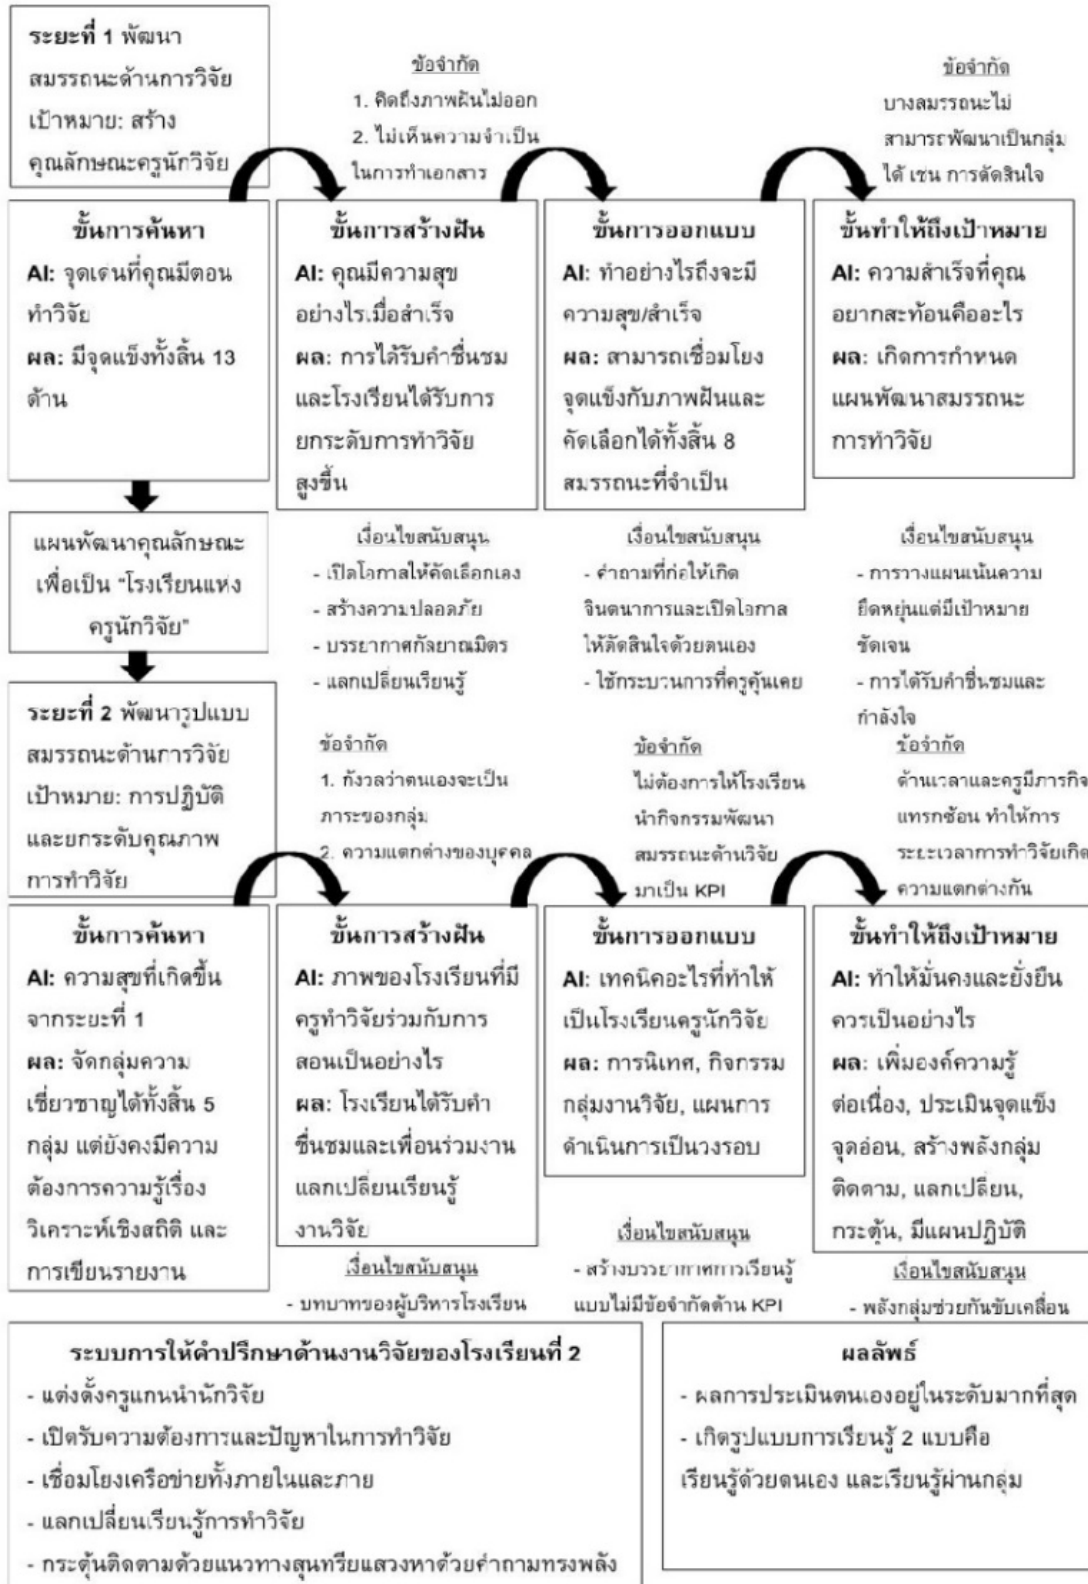 ระยะที่ 1 พัฒนา
สมรรถนะด้านการวิจัย
เป้าหมาย: สร้าง
คุณลักษณะครูนักวิจัย
ข้อจำกัด
1. คิดถึงภาพฝันไม่ออก
2. ไม่เห็นความจำเป็น
ในการทำเอกสาร
ข้อจำกัด
บางสมรรถนะไม่
สามารถพัฒนาเป็นกลุ่ม
ได้ เช่น การตัดสินใจ
ขั้นการค้นหา
AI: จุดเด่นที่คุณมีตอน
ทำวิจัย
ผล: มีจุดแข็งทั้งสิ้น 13
ด้าน
ขั้นการสร้างฝัน
AI: คุณมีความสุข
อย่างไรเมื่อสำเร็จ
ผล: การได้รับคำชื่นชม
และโรงเรียนได้รับการ
ยกระดับการทำวิจัย
สูงขึ้น
ขั้นการออกแบบ
AI: ทำอย่างไรถึงจะมี
ความสุข/สำเร็จ
ผล: สามารถเชื่อมโยง
จุดแข็งกับภาพฝันและ
คัดเลือกได้ทั้งสิ้น 8
สมรรถนะที่จำเป็น
ขั้นทำให้ถึงเป้าหมาย
AI: ความสำเร็จที่คุณ
อยากสะท้อนคืออะไร
ผล: เกิดการกำหนด
แผนพัฒนาสมรรถนะ
การทำวิจัย
แผนพัฒนาคุณลักษณะ
เพื่อเป็น “โรงเรียนแห่ง
ครูนักวิจัย”
เงื่อนไขสนับสนุน
- เปิดโอกาสให้คัดเลือกเอง
- สร้างความปลอดภัย
- บรรยากาศกัลยาณมิตร
- แลกเปลี่ยนเรียนรู้
เงื่อนไขสนับสนุน
- คำถามที่ก่อให้เกิด
จินตนาการและเปิดโอกาส
ให้ตัดสินใจด้วยตนเอง
- ใช้กระบวนการที่ครูคุ้นเคย
เงื่อนไขสนับสนุน
- การวางแผนเน้นความ
ยืดหยุ่นแต่มีเป้าหมาย
ชัดเจน
- การได้รับคำชื่นชมและ
กำลังใจ
ระยะที่ 2 พัฒนารูปแบบ
สมรรถนะด้านการวิจัย
เป้าหมาย: การปฏิบัติ
และยกระดับคุณภาพ
การทำวิจัย
ข้อจำกัด
1. กังวลว่าตนเองจะเป็น
ภาระของกลุ่ม
2. ความแตกต่างของบุคคล
ข้อจำกัด
ไม่ต้องการให้โรงเรียน
นำกิจกรรมพัฒนา
สมรรถนะด้านวิจัย
มาเป็น KPI
ข้อจำกัด
ด้านเวลาและครูมีภารกิจ
แทรกซ้อน ทำให้การ
ระยะเวลาการทำวิจัยเกิด
ความแตกต่างกัน
ขั้นการค้นหา
AI: ความสุขที่เกิดขึ้น
จากระยะที่ 1
ผล: จัดกลุ่มความ
เชี่ยวชาญได้ทั้งสิ้น 5
กลุ่ม แต่ยังคงมีความ
ต้องการความรู้เรื่อง
วิเคราะห์เชิงสถิติ และ
การเขียนรายงาน
ขั้นการสร้างฝัน
AI: ภาพของโรงเรียนที่มี
ครูทำวิจัยร่วมกับการ
สอนเป็นอย่างไร
ผล: โรงเรียนได้รับคำ
ชื่นชมและเพื่อนร่วมงาน
แลกเปลี่ยนเรียนรู้
งานวิจัย
ขั้นการออกแบบ
AI: เทคนิคอะไรที่ทำให้
เป็นโรงเรียนครูนักวิจัย
ผล: การนิเทศ, กิจกรรม
กลุ่มงานวิจัย, แผนการ
ดำเนินการเป็นวงรอบ
ขั้นทำให้ถึงเป้าหมาย
AI: ทำให้มั่นคงและยั่งยืน
ควรเป็นอย่างไร
ผล: เพิ่มองค์ความรู้
ต่อเนื่อง, ประเมินจุดแข็ง
จุดอ่อน, สร้างพลังกลุ่ม
ติดตาม, แลกเปลี่ยน,
กระตุ้น, มีแผนปฏิบัติ
เงื่อนไขสนับสนุน
- บทบาทของผู้บริหารโรงเรียน
เงื่อนไขสนับสนุน
- สร้างบรรยากาศการเรียนรู้
แบบไม่มีข้อจำกัดด้าน KPI
เงื่อนไขสนับสนุน
- พลังกลุ่มช่วยกันขับเคลื่อน
ระบบการให้คำปรึกษาด้านงานวิจัยของโรงเรียนที่ 2
- แต่งตั้งครูแกนนำนักวิจัย
- เปิดรับความต้องการและปัญหาในการทำวิจัย
- เชื่อมโยงเครือข่ายทั้งภายในและภาย
- แลกเปลี่ยนเรียนรู้การทำวิจัย
- กระตุ้นติดตามด้วยแนวทางสุนทรียแสวงหาด้วยคำถามทรงพลัง
ผลลัพธ์
- ผลการประเมินตนเองอยู่ในระดับมากที่สุด
- เกิดรูปแบบการเรียนรู้ 2 แบบคือ
เรียนรู้ด้วยตนเอง และเรียนรู้ผ่านกลุ่ม